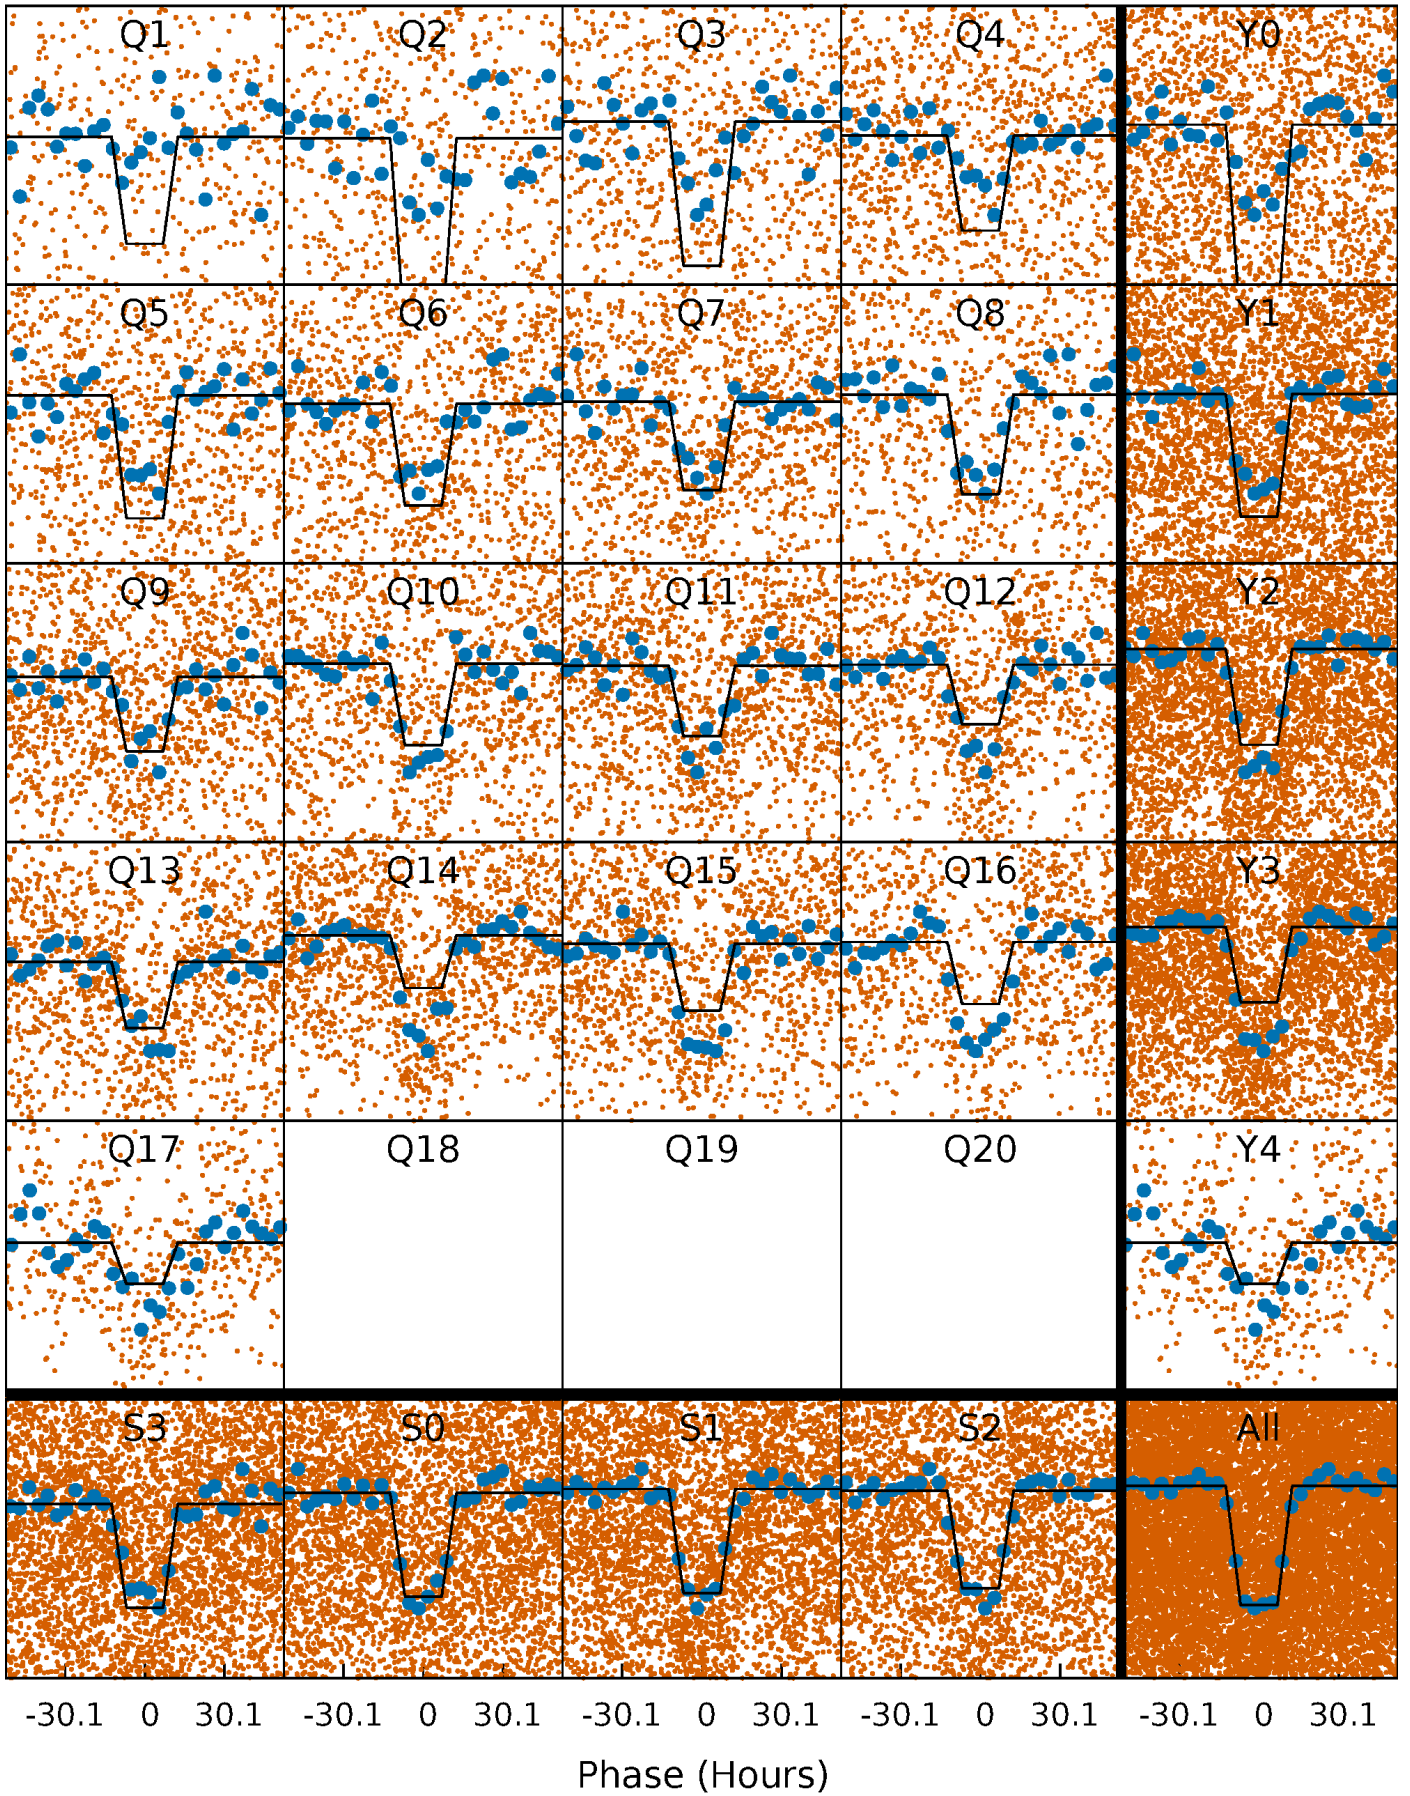 Q1 Q2 Q3 Q4 Y0
Q5 Q6 Q7 Q8 Y1
Q9 Q10 Q11 Q12 Y2
Q13 Q14 Q15 Q16 Y3
Q17 Q18 Q19 Q20 Y4
S3 S0 S1 S2 All
-30.1 0 30.1 -30.1 0 30.1 -30.1 0 30.1 -30.1 0 30.1 -30.1 0 30.1
Phase (Hours)